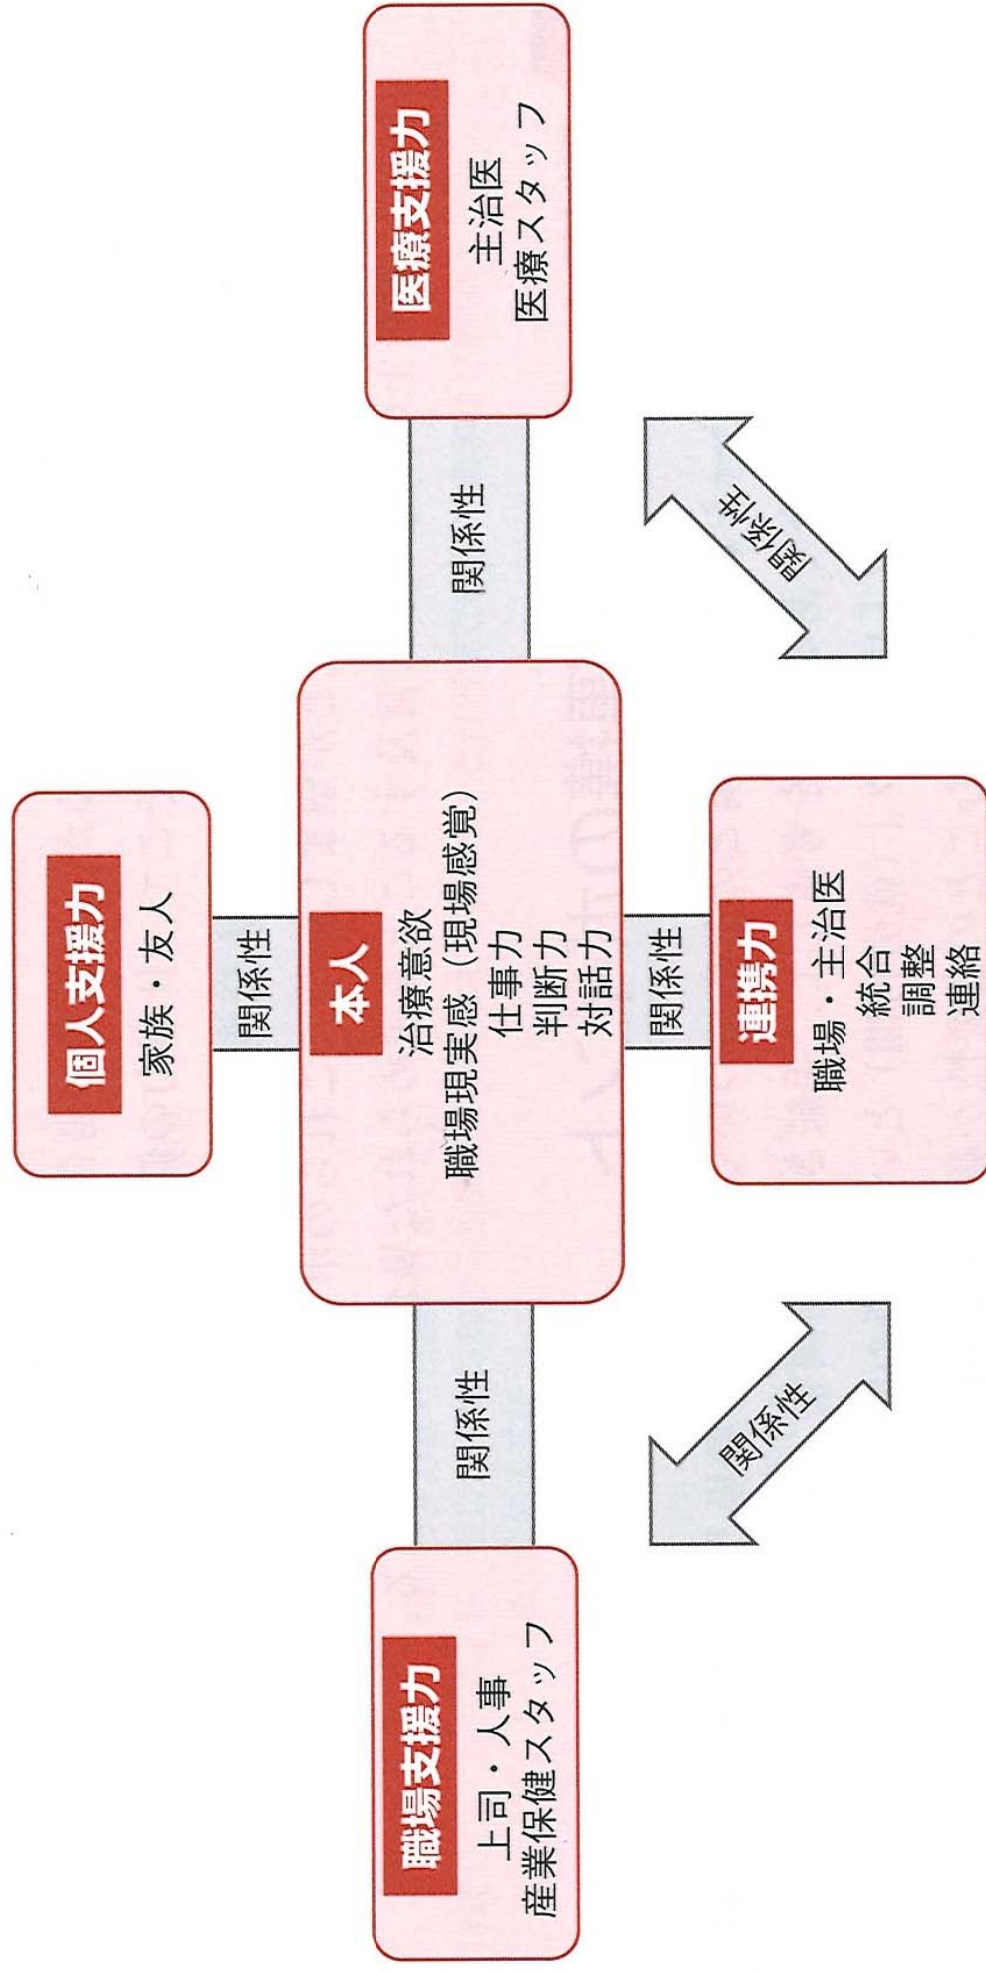 個人支援力
家族・友人
関係性
職場支援力
上司・人事
産業保健スタッフ
関係性
本人
治療意欲
職場現実感（現場感覚）
仕事力
判断力
対話力
関係性
医療支援力
主治医
医療スタッフ
関係性
関係性
連携力
職場・主治医
統合
調整
連絡
関係性